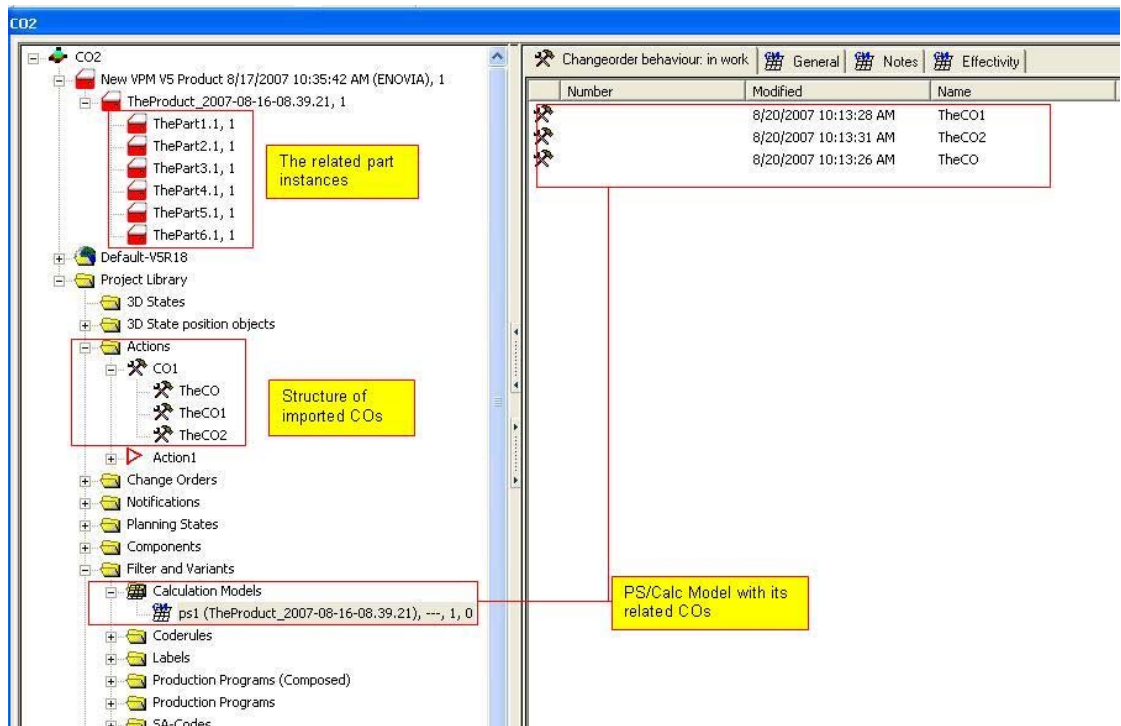 CO2
CO2
New VPM V5 Product 8/17/2007 10:35:42 AM (ENOVIA), 1
TheProduct_2007-08-16-08.39.21, 1
ThePart1.1, 1
ThePart2.1, 1
ThePart3.1, 1
ThePart4.1, 1
ThePart5.1, 1
ThePart6.1, 1
The related part
instances
Default-V5R18
Project Library
3D States
3D State position objects
Actions
CO1
TheCO
TheCO1
TheCO2
Structure of
imported COs
Action1
Change Orders
Notifications
Planning States
Components
Filter and Variants
Calculation Models
ps1 (TheProduct_2007-08-16-08.39.21), ---, 1, 0
Coderules
Labels
Production Programs (Composed)
Production Programs
SA-Codes
Changeorder behaviour: in work General Notes Effectivity
Number Modified Name
8/20/2007 10:13:28 AM TheCO1
8/20/2007 10:13:31 AM TheCO2
8/20/2007 10:13:26 AM TheCO
PS/Calc Model with its
related COs